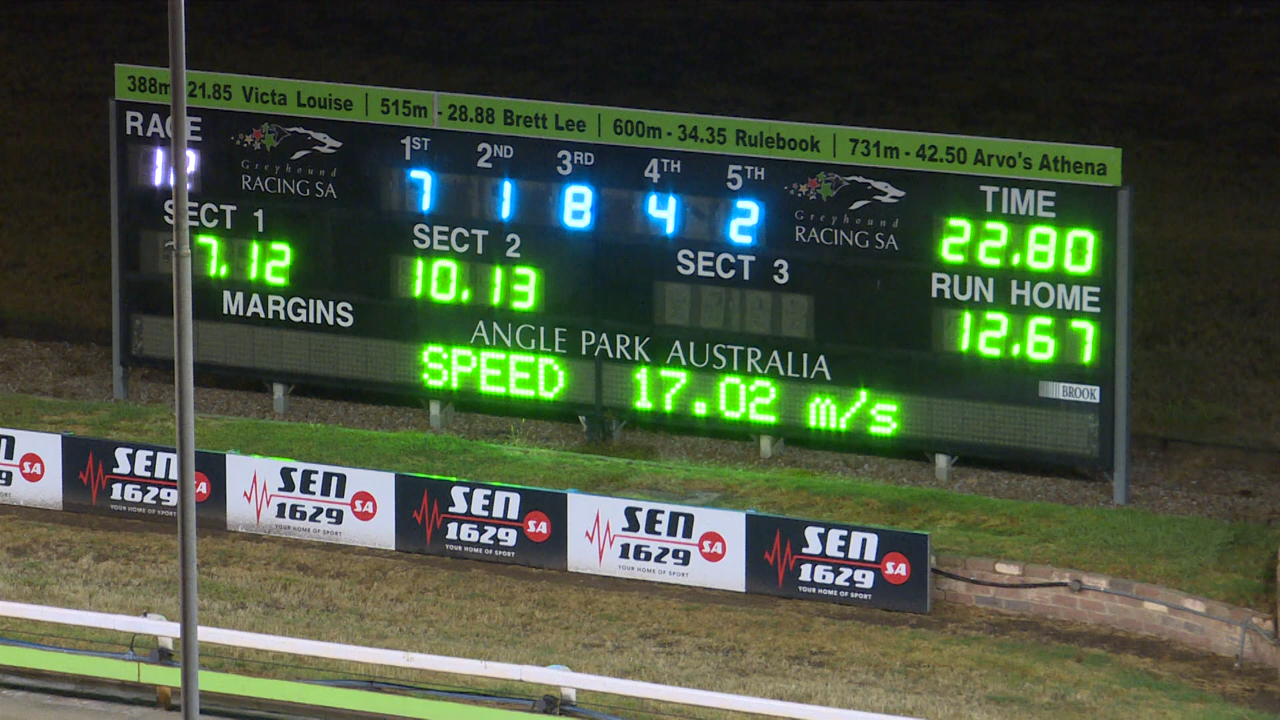 388m 21.85 Victa Louise | 515m - 28.88 Brett Lee | 600m - 34.35 Rulebook | 731m - 42.50 Arvo's Athena
RACE
1ST 2ND 3RD 4TH 5TH
7 1 8 4 2
Greyhound
RACING SA
Greyhound
RACING SA
TIME
22.80
SECT 1
7.12
SECT 2
10.13
SECT 3
RUN HOME
12.67
MARGINS
ANGLE PARK AUSTRALIA
SPEED 17.02 m/s
BROOK
9 SA
SEN
1629
YOUR HOME OF SPORT
SEN
1629 SA
YOUR HOME OF SPORT
SEN
1629 SA
YOUR HOME OF SPORT
SEN
1629 SA
YOUR HOME OF SPORT
SEN
1629 SA
YOUR HOME OF SPORT